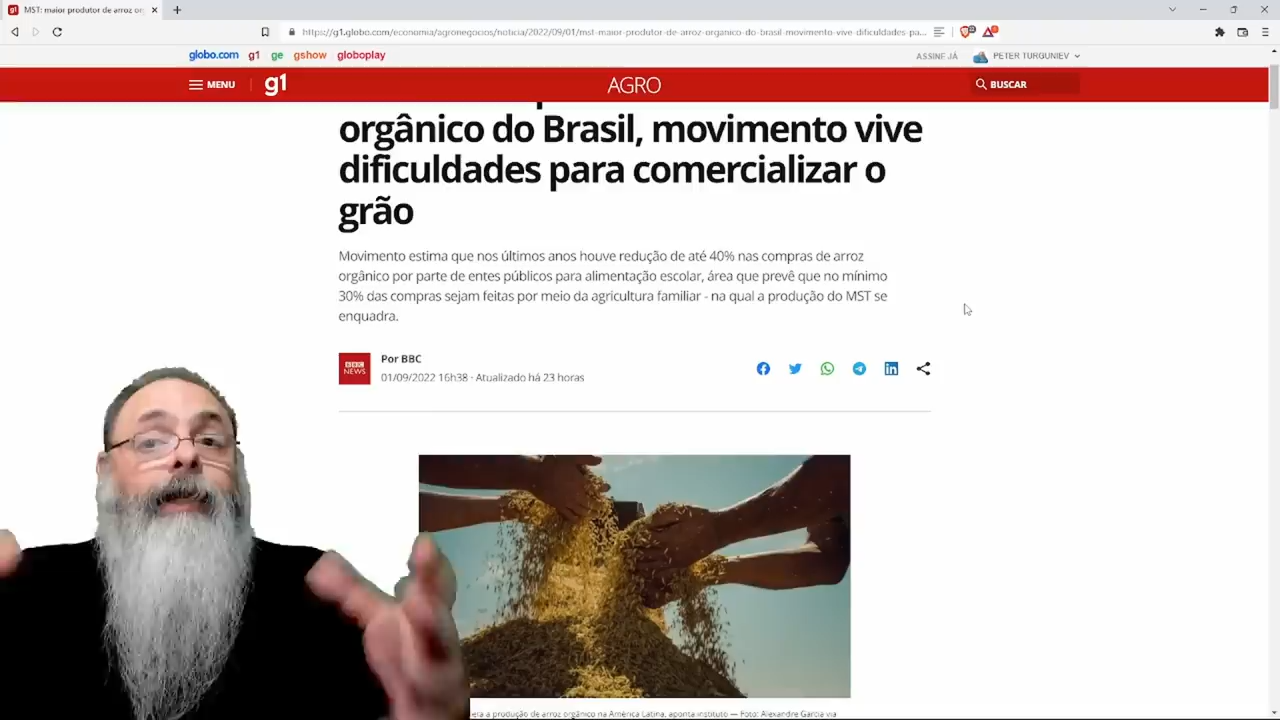 MST: maior produtor de arroz or
https://g1.globo.com/economia/agronegocios/noticia/2022/09/01/mst-maior-produtor-de-arroz-organico-do-brasil-movimento-vive-dificuldades-pa...
globo.com g1 ge gshow globoplay
ASSINE JÁ PETER TURGUNIEV
MENU g1 AGRO BUSCAR
orgânico do Brasil, movimento vive
dificuldades para comercializar o
grão
Movimento estima que nos últimos anos houve redução de até 40% nas compras de arroz
orgânico por parte de entes públicos para alimentação escolar, área que prevê que no mínimo
30% das compras sejam feitas por meio da agricultura familiar - na qual a produção do MST se
enquadra.
BBC
NEWS
Por BBC
01/09/2022 16h38 · Atualizado há 23 horas
era a produção de arroz orgânico na América Latina, aponta instituto — Foto: Alexandre Garcia via